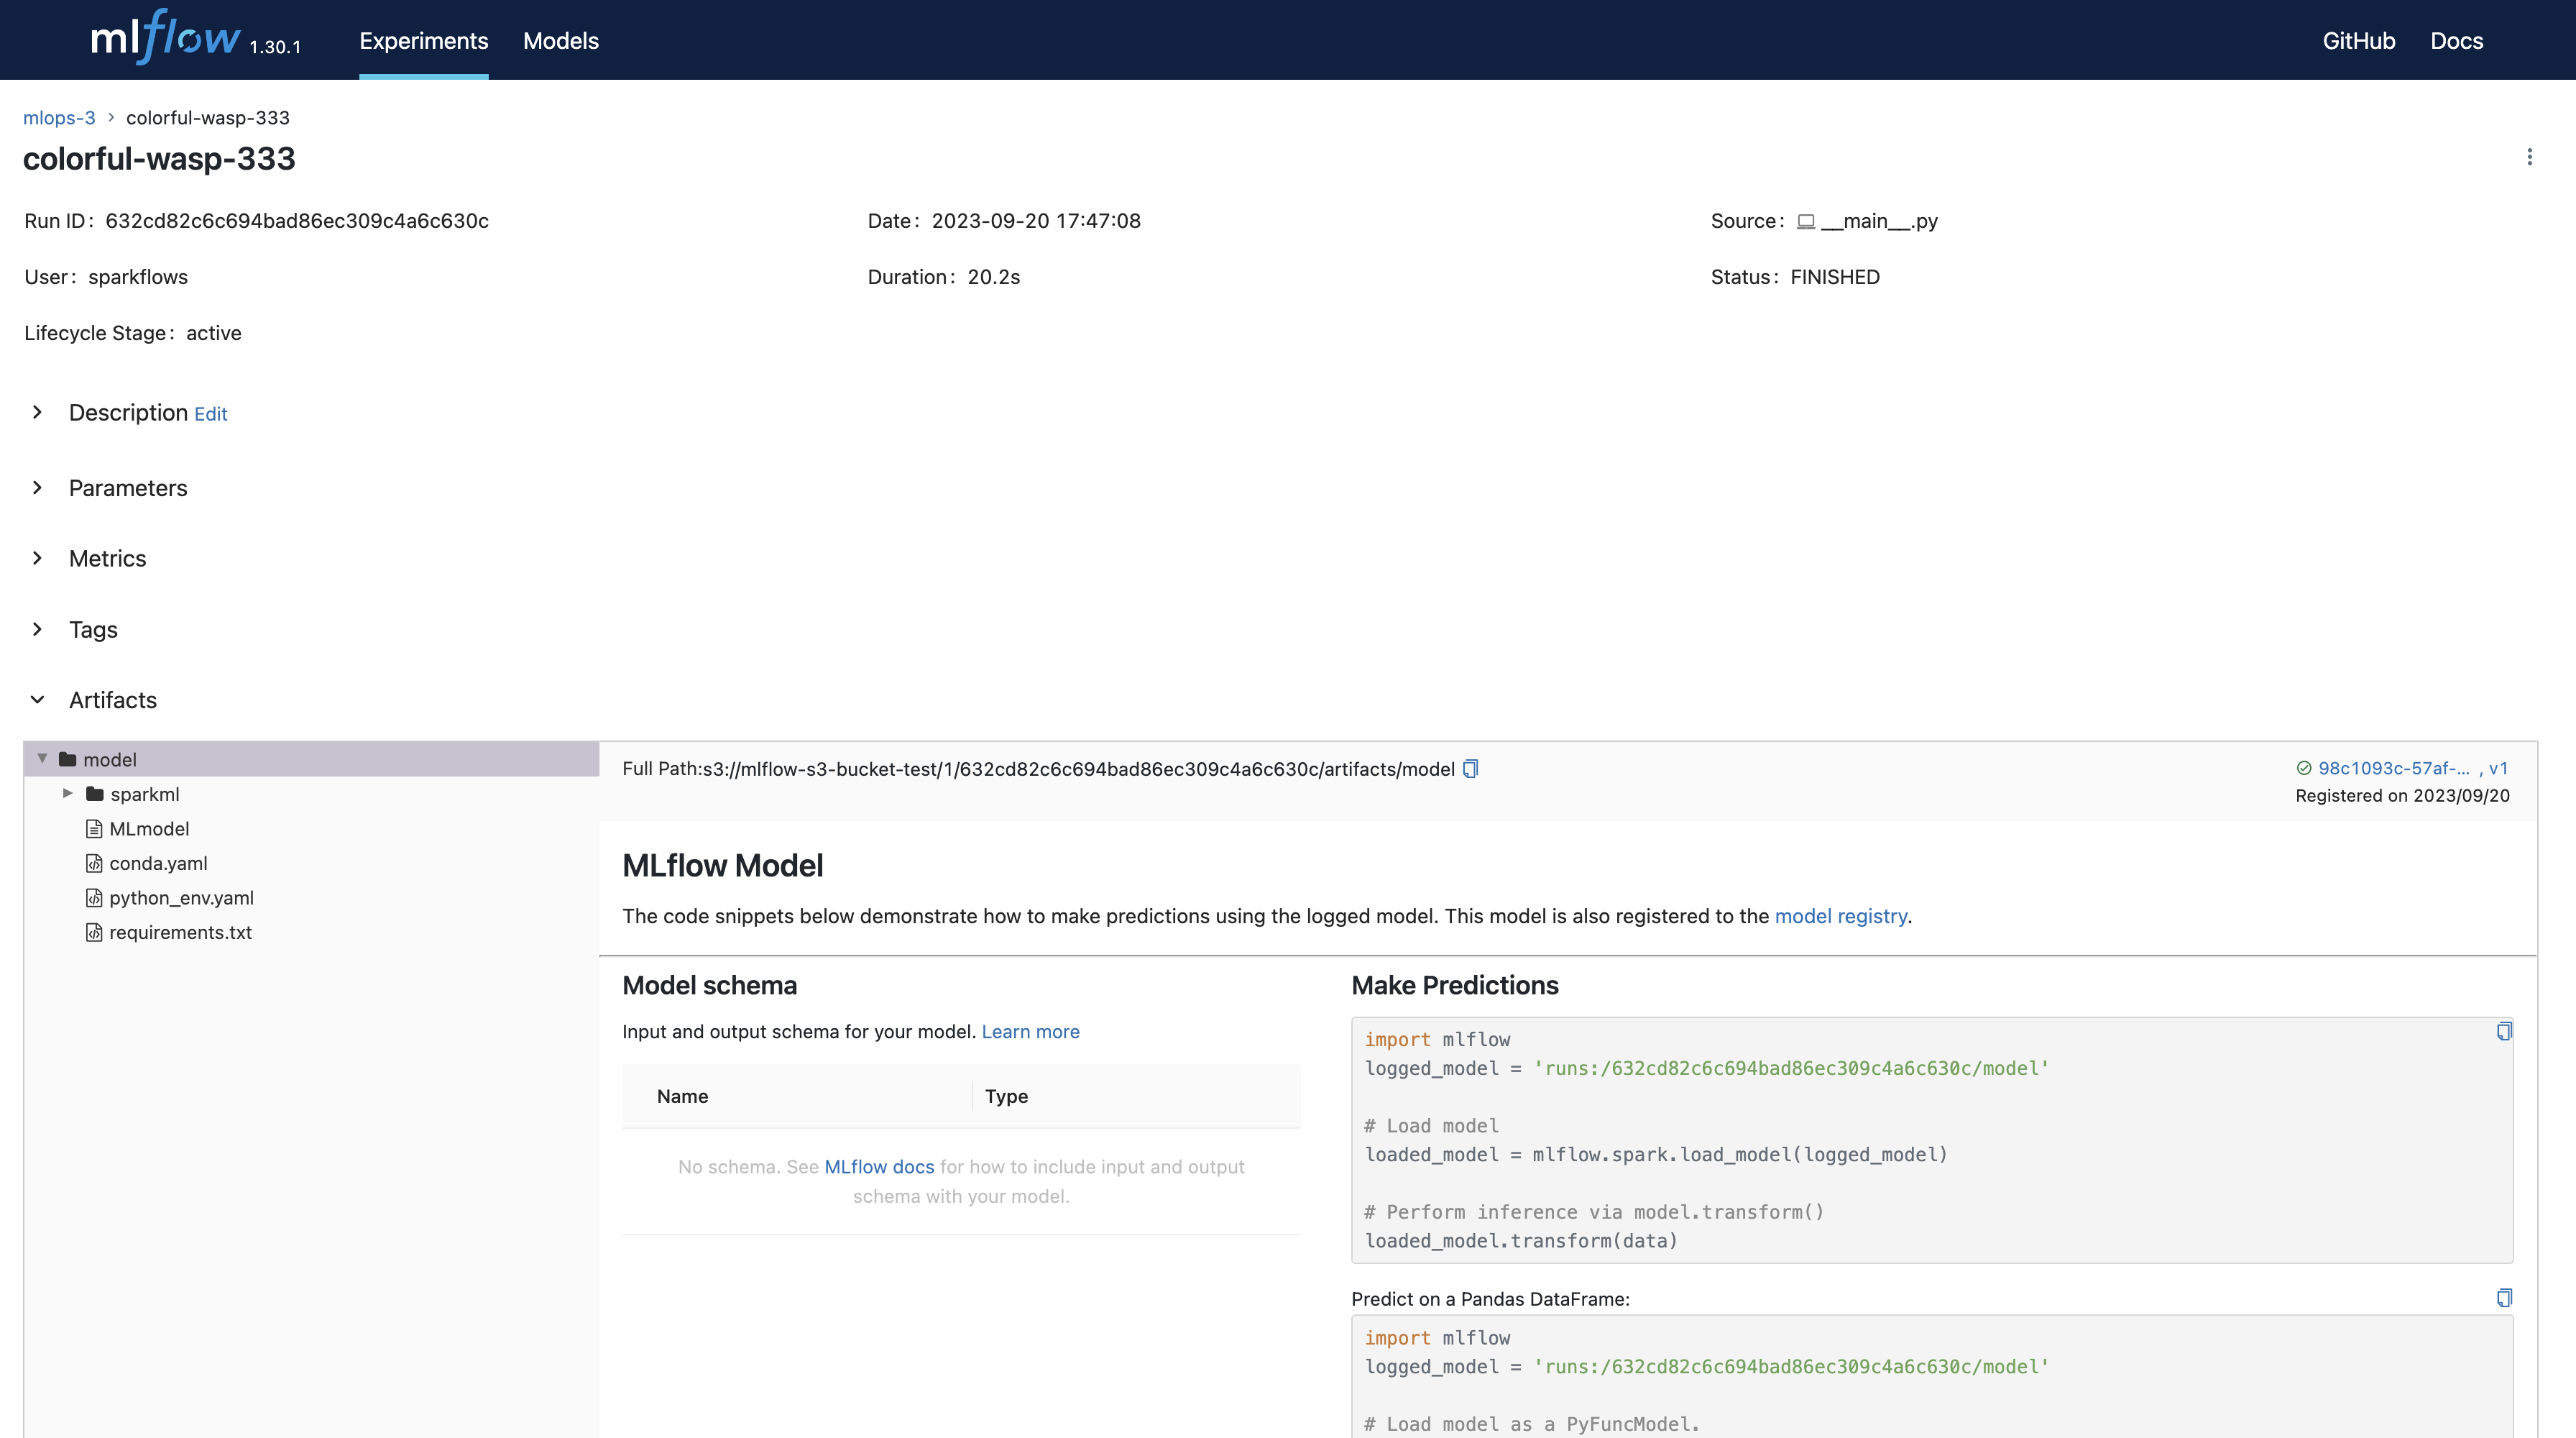 mlflow 1.30.1 Experiments Models GitHub Docs
mlops-3 › colorful-wasp-333
colorful-wasp-333
Run ID: 632cd82c6c694bad86ec309c4a6c630c Date: 2023-09-20 17:47:08 Source: __main__.py
User: sparkflows Duration: 20.2s Status: FINISHED
Lifecycle Stage: active
Description Edit
Parameters
Metrics
Tags
Artifacts
model
sparkml
MLmodel
conda.yaml
python_env.yaml
requirements.txt
Full Path:s3://mlflow-s3-bucket-test/1/632cd82c6c694bad86ec309c4a6c630c/artifacts/model
98c1093c-57af-... , v1
Registered on 2023/09/20
MLflow Model
The code snippets below demonstrate how to make predictions using the logged model. This model is also registered to the model registry.
Model schema
Input and output schema for your model. Learn more
Name Type
No schema. See MLflow docs for how to include input and output
schema with your model.
Make Predictions
import mlflow
logged_model = 'runs:/632cd82c6c694bad86ec309c4a6c630c/model'
# Load model
loaded_model = mlflow.spark.load_model(logged_model)
# Perform inference via model.transform()
loaded_model.transform(data)
Predict on a Pandas DataFrame:
import mlflow
logged_model = 'runs:/632cd82c6c694bad86ec309c4a6c630c/model'
# Load model as a PyFuncModel.